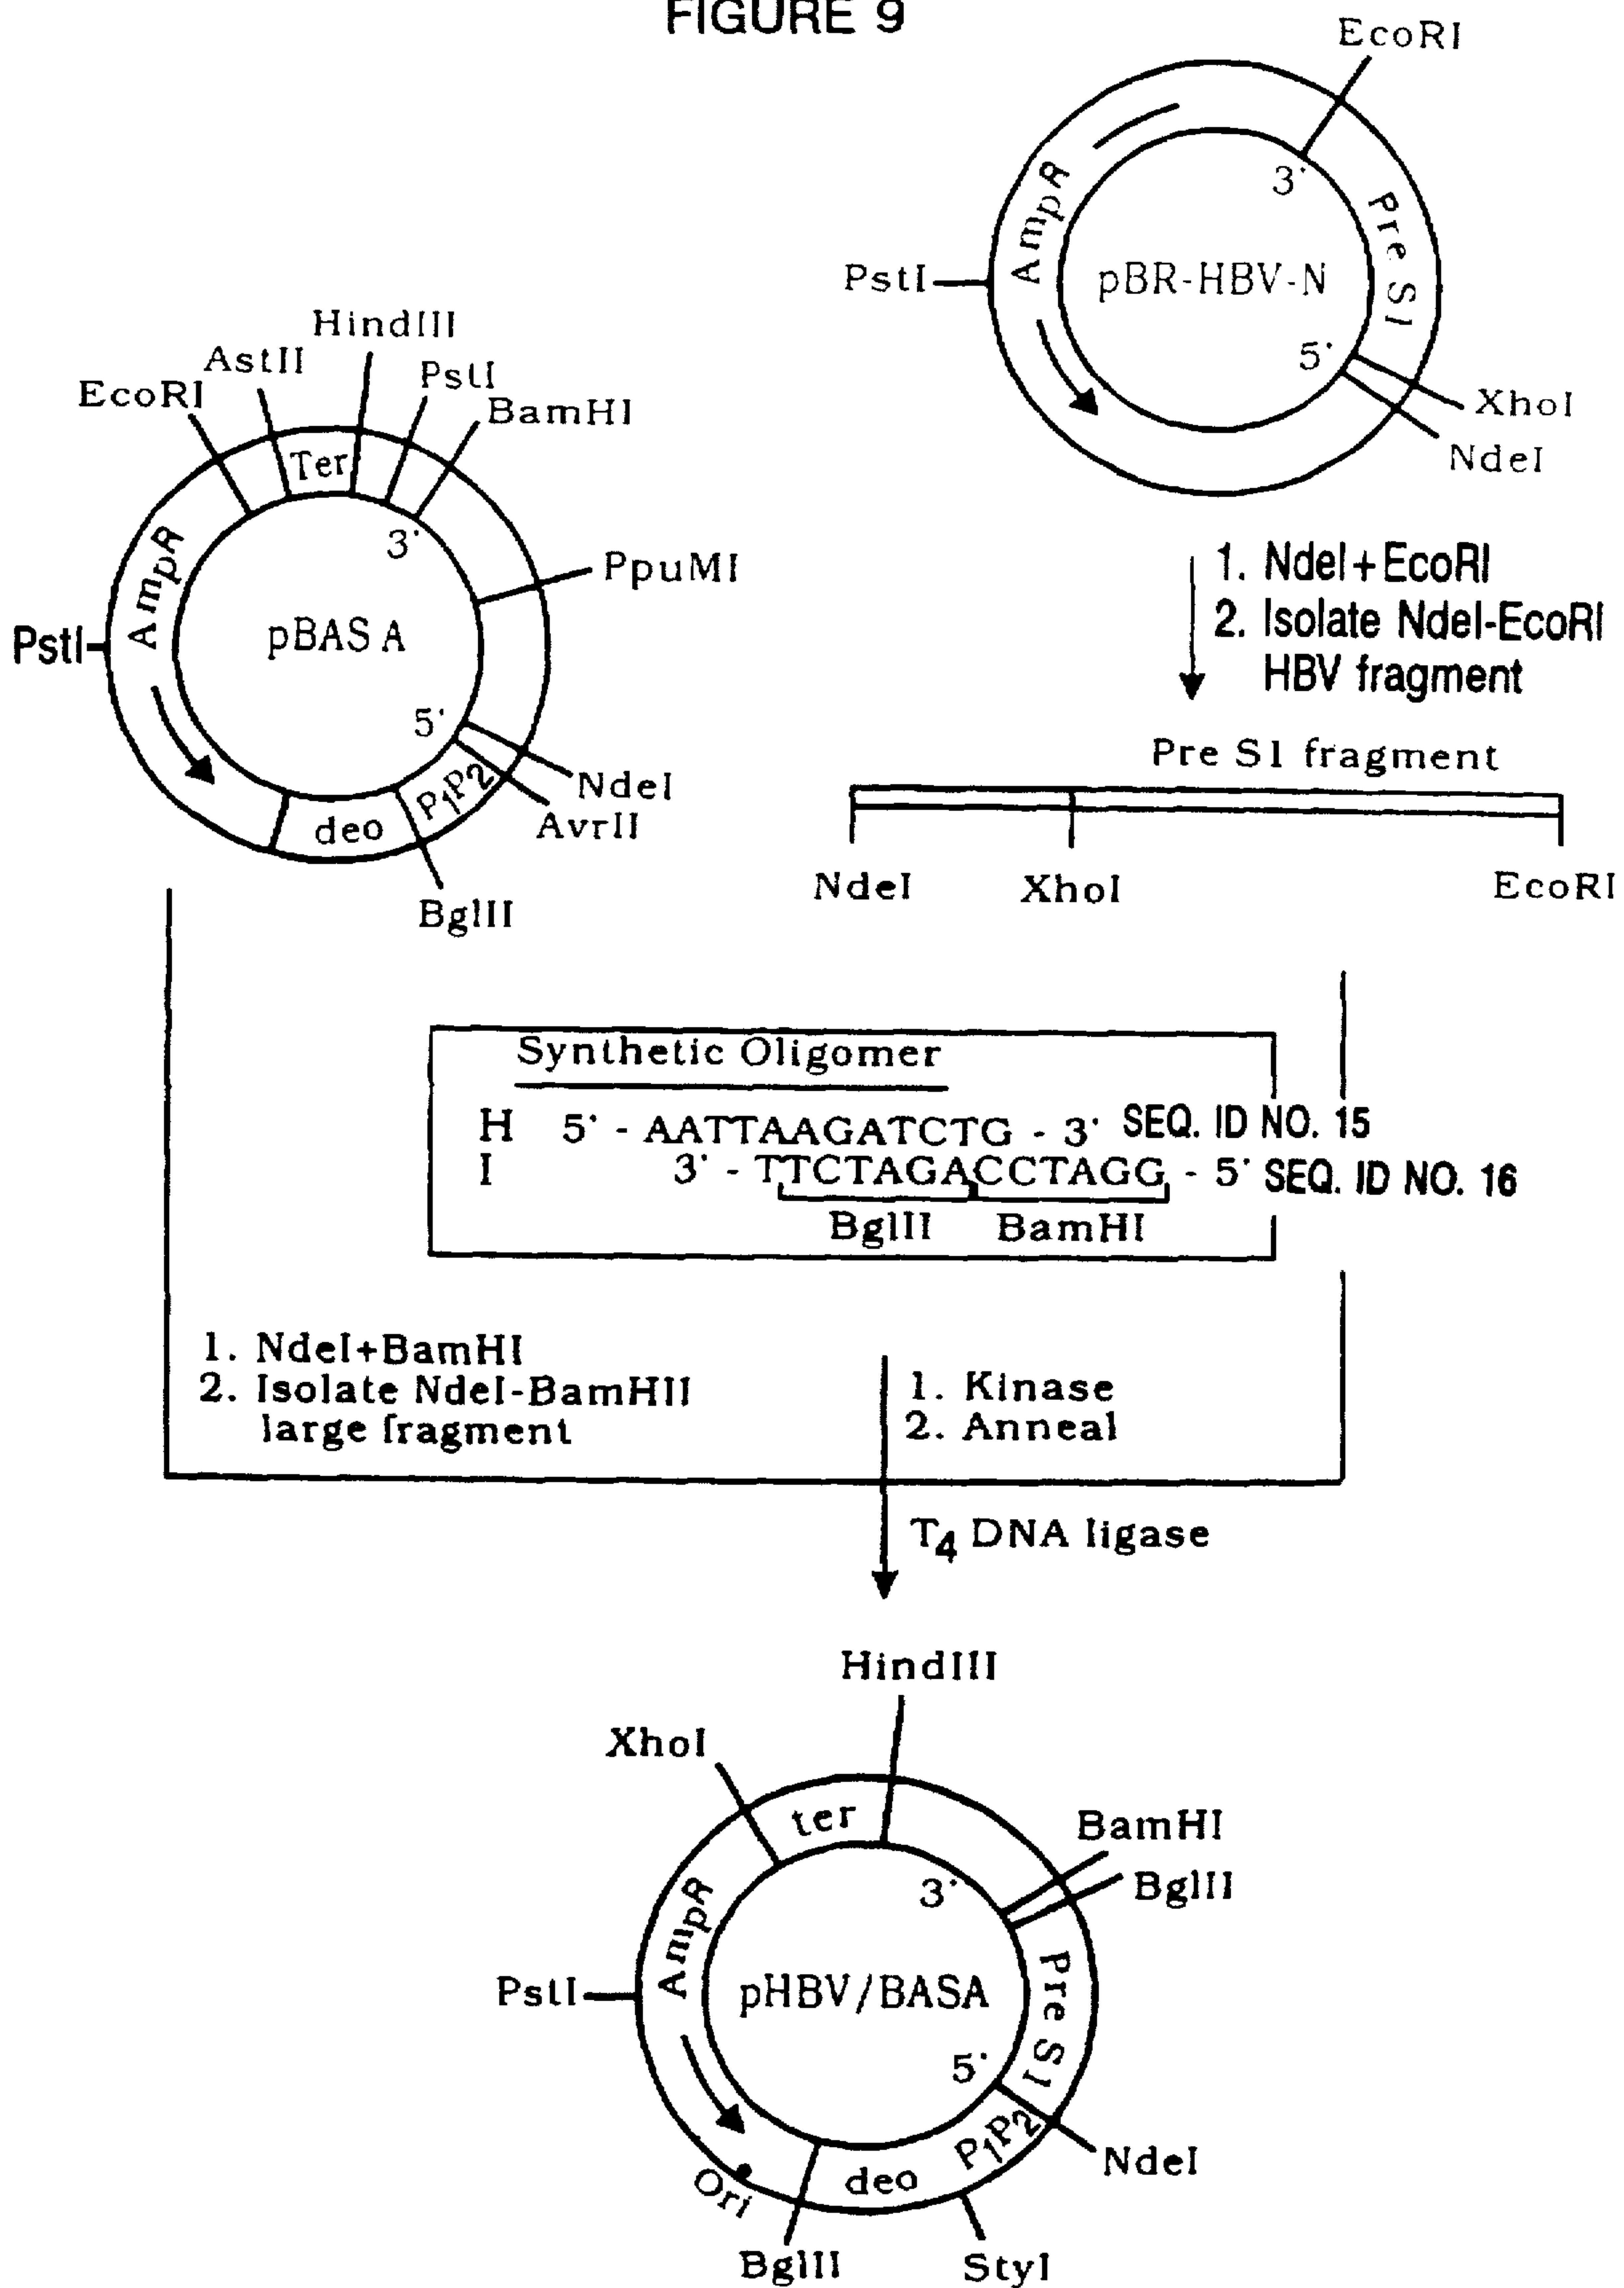 FIGURE 9
EcoRI
3'
AmpR
Pre S1
PstI
pBR-HBV-N
5'
XhoI
NdeI
HindIII
AstII
PstI
EcoRI
BamHI
Ter
3'
AmpR
PpuMI
PstI
pBAS A
5'
NdeI
P1P2
AvrII
deo
BglII
1. NdeI+EcoRI
2. Isolate NdeI-EcoRI
HBV fragment
Pre S1 fragment
NdeI XhoI EcoRI
Synthetic Oligomer
H 5' - AATTAAGATCTG - 3' SEQ. ID NO. 15
I 3' - TTCTAGACCTAGG - 5' SEQ. ID NO. 16
BglII BamHI
1. NdeI+BamHI
2. Isolate NdeI-BamHII
large fragment
1. Kinase
2. Anneal
T4 DNA ligase
HindIII
XhoI
ter
BamHI
3'
BglII
AmpR
Pre S1
PstI
pHBV/BASA
5'
P1P2
NdeI
deo
Ori
BglII
StyI